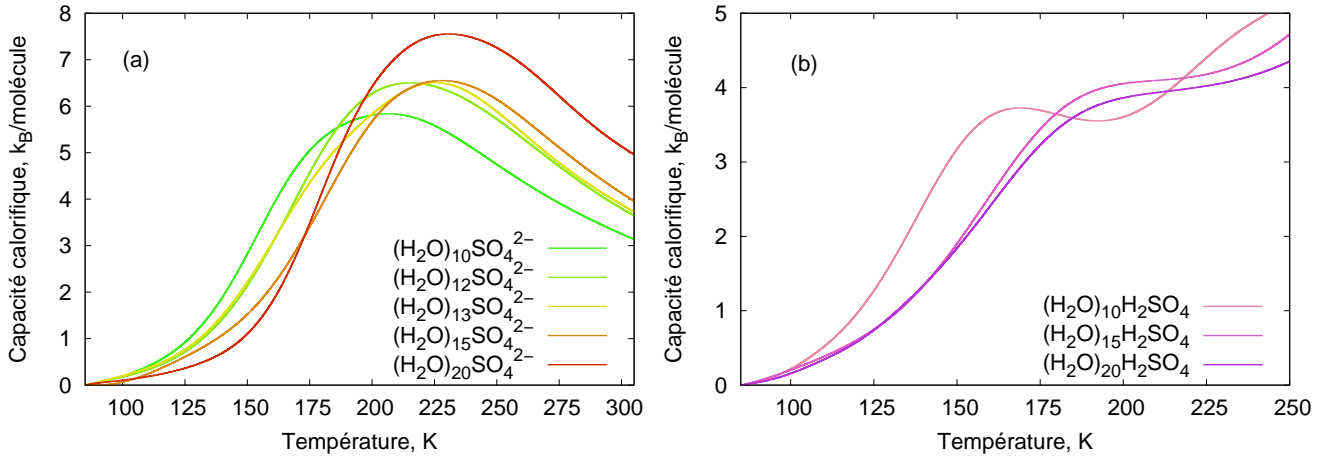 (a)
Capacité calorifique, k_B/molécule
8
7
6
5
4
3
2
1
0
(H₂O)₁₀SO₄²⁻
(H₂O)₁₂SO₄²⁻
(H₂O)₁₃SO₄²⁻
(H₂O)₁₅SO₄²⁻
(H₂O)₂₀SO₄²⁻
100 125 150 175 200 225 250 275 300
Température, K
(b)
Capacité calorifique, k_B/molécule
5
4
3
2
1
0
(H₂O)₁₀H₂SO₄
(H₂O)₁₅H₂SO₄
(H₂O)₂₀H₂SO₄
100 125 150 175 200 225 250
Température, K